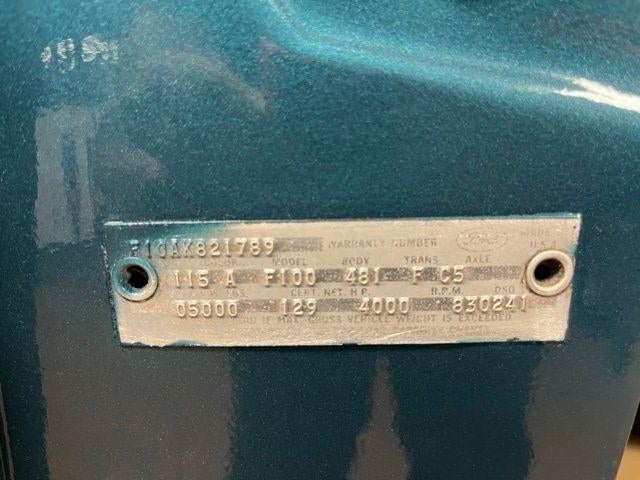 F10AK821789 WARRANTY NUMBER Ford MADE IN U.S.A.
COLOR MODEL BODY TRANS AXLE
115 A F100 481 F C5
LBS. CERT. NET H.P. R.P.M. DSO
05000 129 4000 830241
VOID IF MAX. GROSS VEHICLE WEIGHT IS EXCEEDED